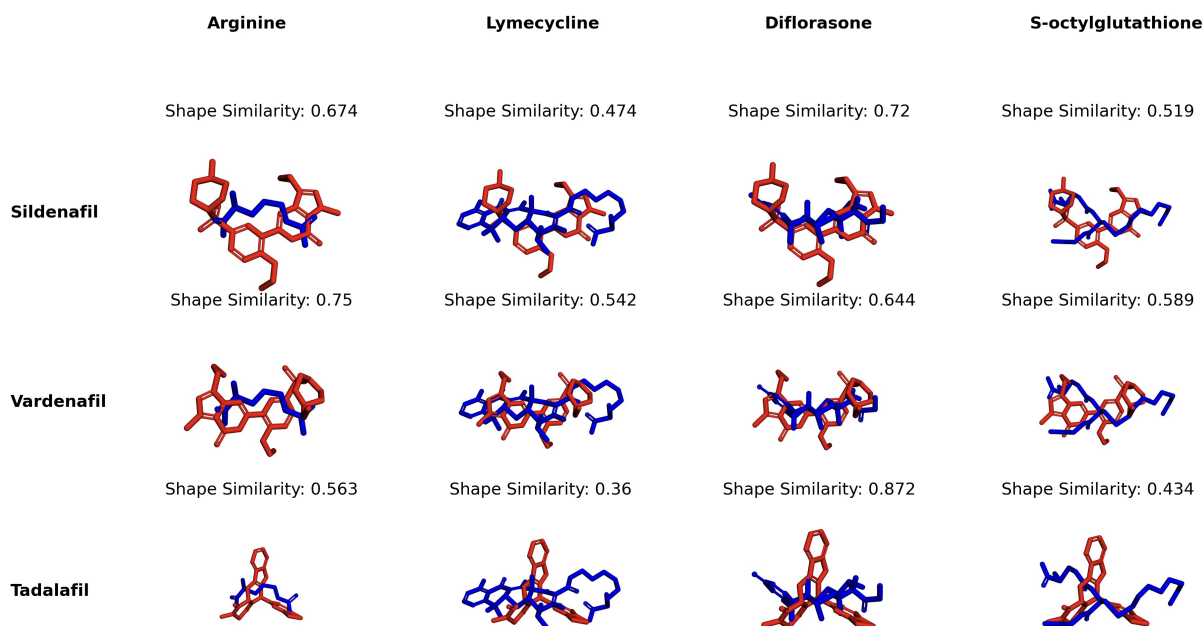 Arginine Lymecycline Diflorasone S-octylglutathione
Shape Similarity: 0.674 Shape Similarity: 0.474 Shape Similarity: 0.72 Shape Similarity: 0.519
Sildenafil
Shape Similarity: 0.75 Shape Similarity: 0.542 Shape Similarity: 0.644 Shape Similarity: 0.589
Vardenafil
Shape Similarity: 0.563 Shape Similarity: 0.36 Shape Similarity: 0.872 Shape Similarity: 0.434
Tadalafil